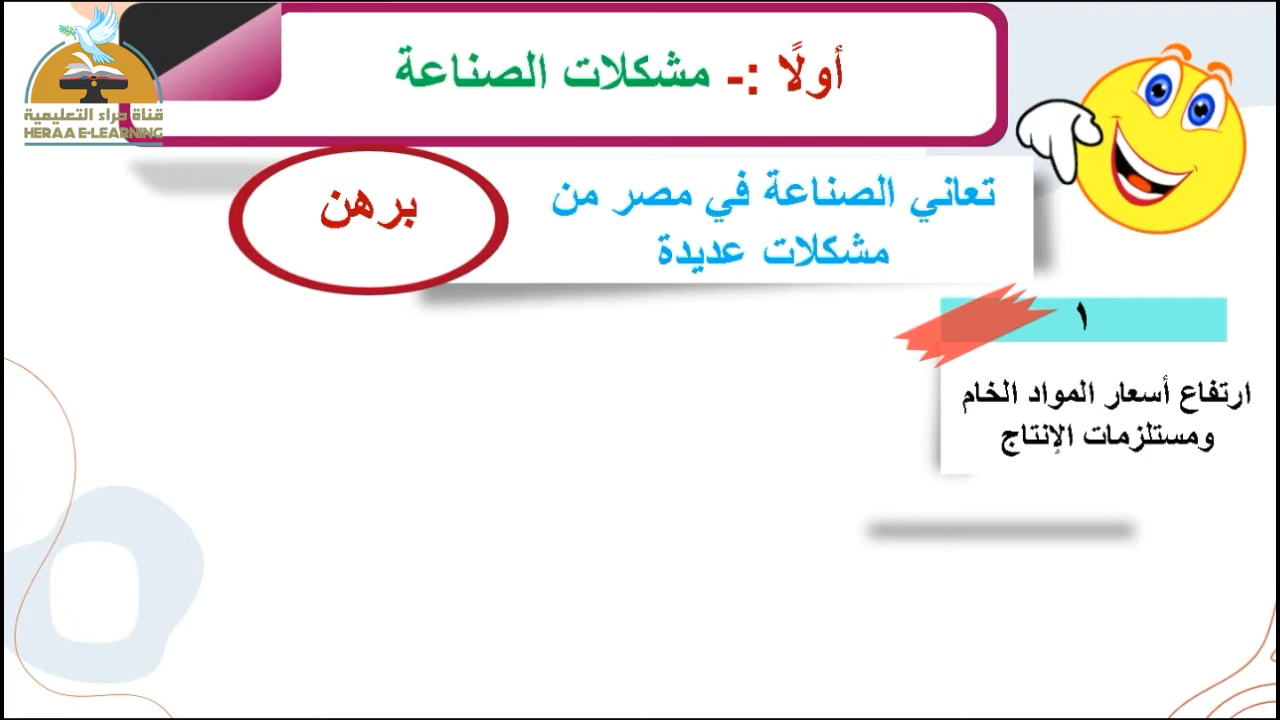 قناة حراء التعليمية
HERAA E-LEARNING
أولًا :- مشكلات الصناعة
تعاني الصناعة في مصر من
مشكلات عديدة
برهن
١
ارتفاع أسعار المواد الخام
ومستلزمات الإنتاج